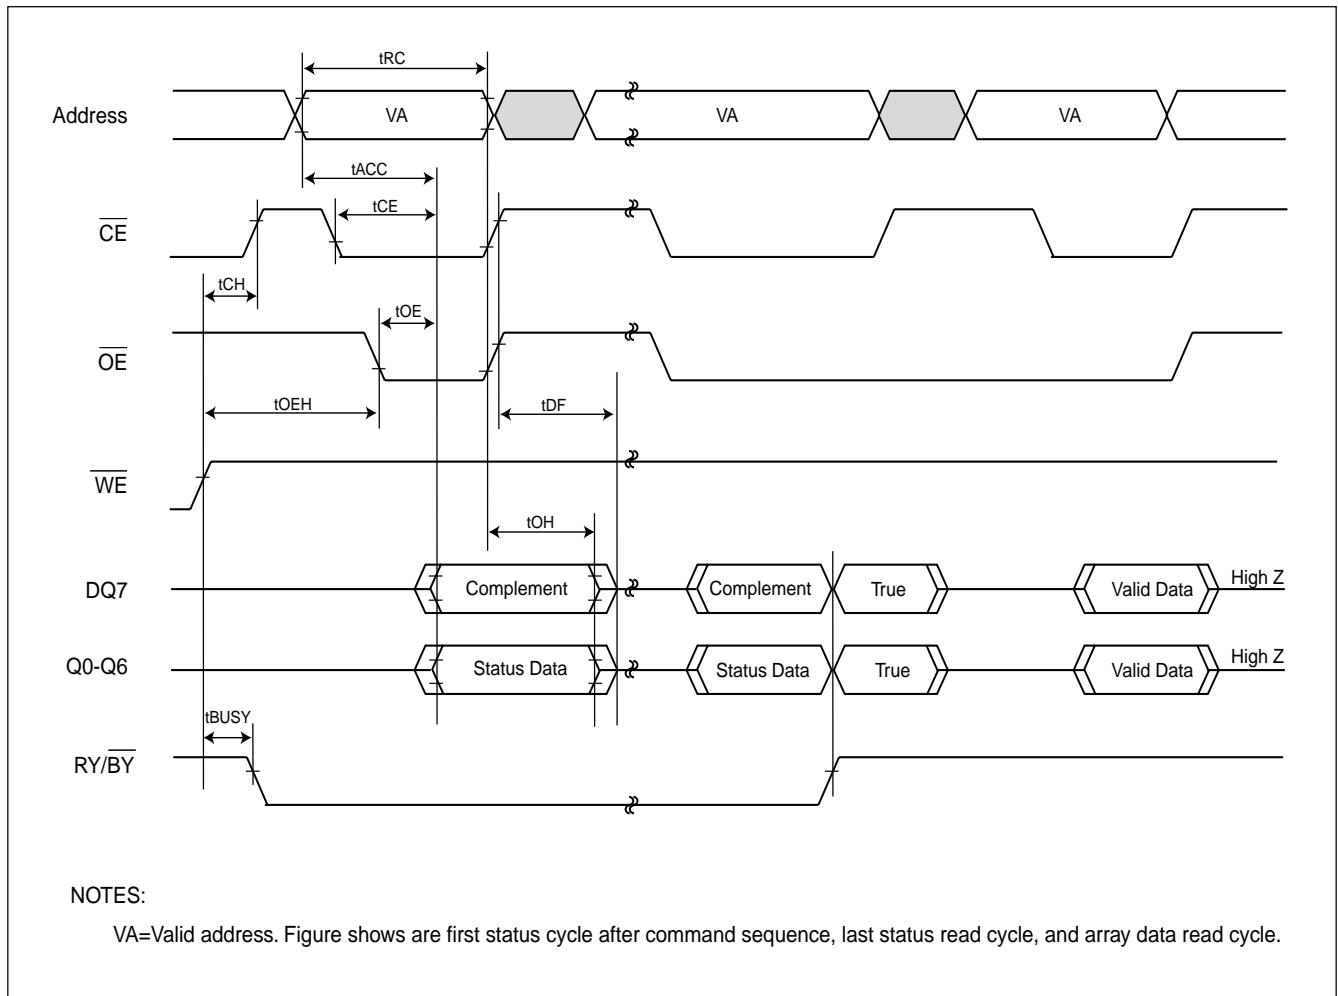 tRC
Address VA VA VA
tACC
tCE
CE
tCH
tOE
OE
tOEH tDF
WE
tOH
DQ7 Complement Complement True Valid Data High Z
Q0-Q6 Status Data Status Data True Valid Data High Z
tBUSY
RY/BY
NOTES:
VA=Valid address. Figure shows are first status cycle after command sequence, last status read cycle, and array data read cycle.